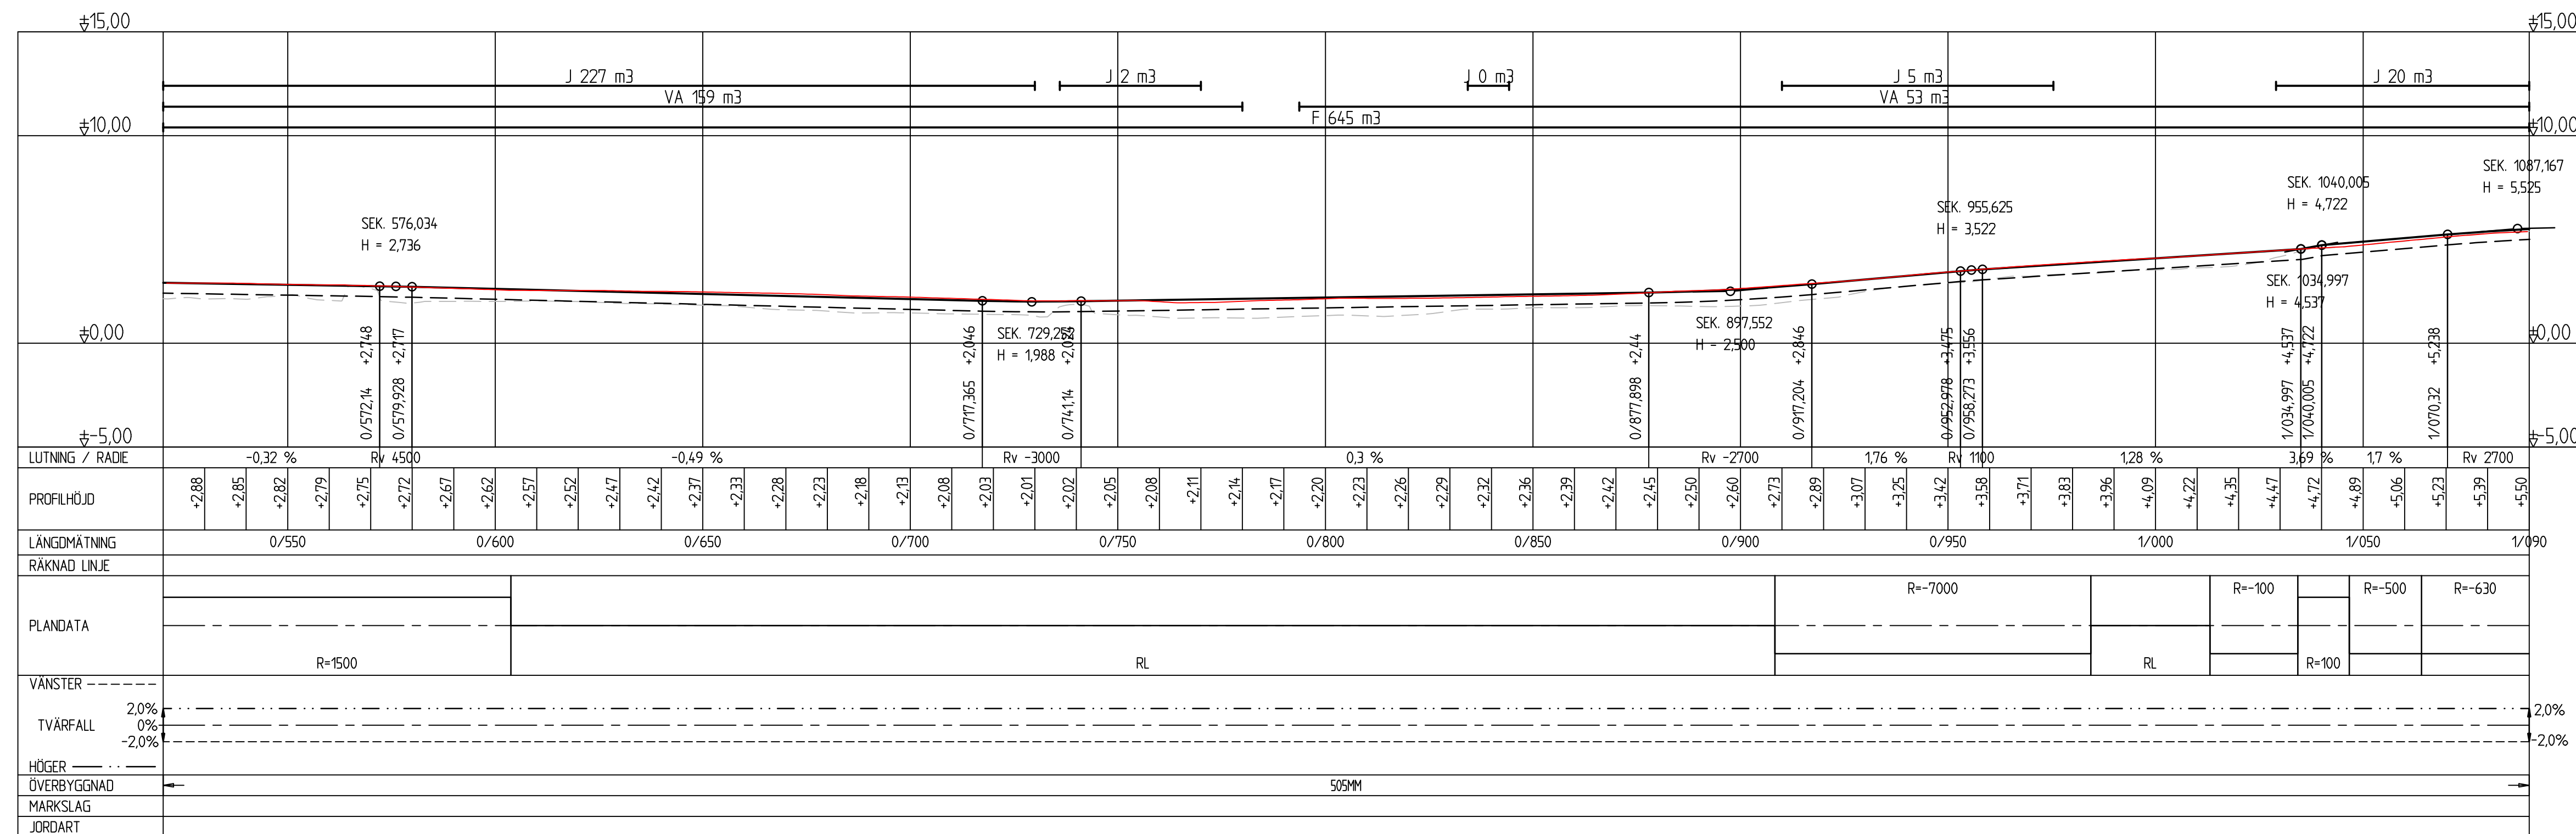 ±15,00
±15,00
J 227 m3
J 2 m3
J 0 m3
J 5 m3
J 20 m3
VA 159 m3
VA 53 m3
±10,00
F 645 m3
±10,00
SEK. 1087,167
H = 5,525
SEK. 1040,005
H = 4,722
SEK. 955,625
H = 3,522
SEK. 576,034
H = 2,736
SEK. 1034,997
H = 4,537
SEK. 897,552
H = 2,500
±0,00
H = 1,988
±0,00
0/572,14 +2,748
0/579,928 +2,717
0/717,365 +2,046
0/741,14
0/877,898 +2,44
0/917,204 +2,846
0/952,978 +3,475
0/958,273 +3,556
1/034,997 +4,537
1/040,005 +4,722
1/070,32 +5,238
±-5,00
±-5,00
LUTNING / RADIE -0,32 % Rv 4500 -0,49 % Rv -3000 0,3 % Rv -2700 1,76 % Rv 1100 1,28 % 3,69 % 1,7 % Rv 2700
PROFILHÖJD +2,88 +2,85 +2,82 +2,79 +2,75 +2,72 +2,67 +2,62 +2,57 +2,52 +2,47 +2,42 +2,37 +2,33 +2,28 +2,23 +2,18 +2,13 +2,08 +2,03 +2,01 +2,02 +2,05 +2,08 +2,11 +2,14 +2,17 +2,20 +2,23 +2,26 +2,29 +2,32 +2,36 +2,39 +2,42 +2,45 +2,50 +2,60 +2,73 +2,89 +3,07 +3,25 +3,42 +3,58 +3,71 +3,83 +3,96 +4,09 +4,22 +4,35 +4,47 +4,72 +4,89 +5,06 +5,23 +5,39 +5,50
LÄNGDMÄTNING 0/550 0/600 0/650 0/700 0/750 0/800 0/850 0/900 0/950 1/000 1/050 1/090
RÄKNAD LINJE
R=-7000 R=-100 R=-500 R=-630
PLANDATA
R=1500 RL RL R=100
VÄNSTER
2,0% 2,0%
TVÄRFALL 0%
-2,0% -2,0%
HÖGER
ÖVERBYGGNAD 505MM
MARKSLAG
JORDART